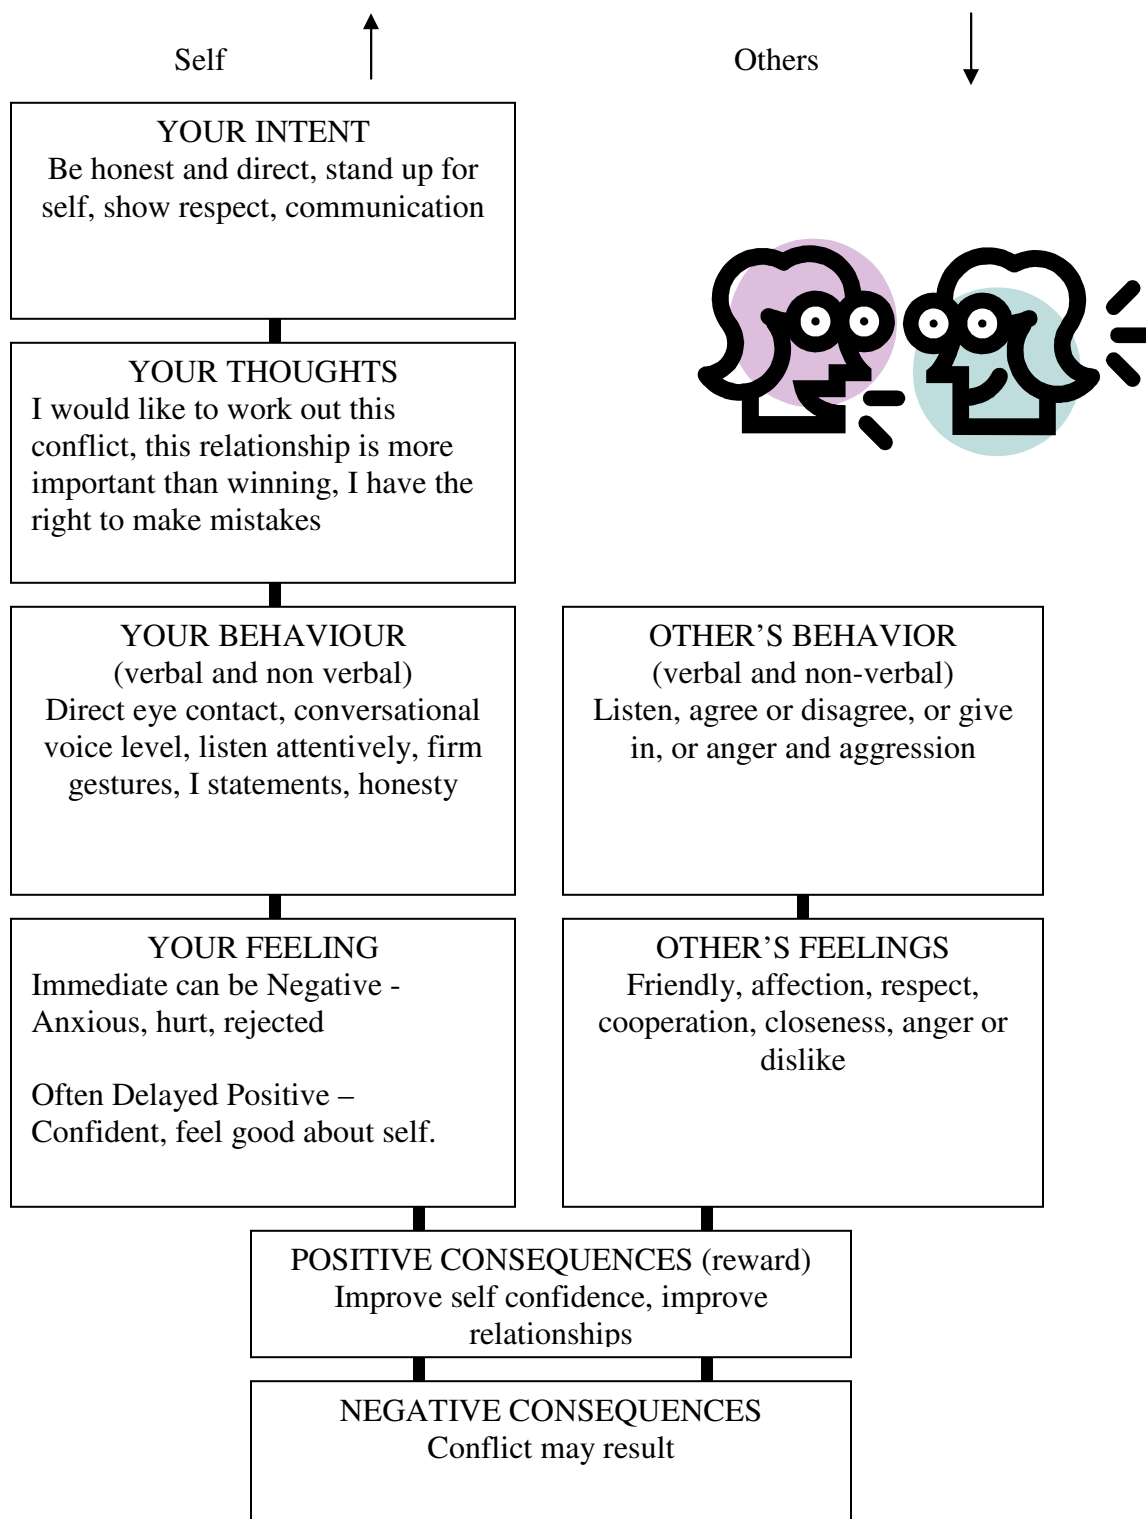 Self
Others
YOUR INTENT
Be honest and direct, stand up for
self, show respect, communication
YOUR THOUGHTS
I would like to work out this
conflict, this relationship is more
important than winning, I have the
right to make mistakes
YOUR BEHAVIOUR
(verbal and non verbal)
Direct eye contact, conversational
voice level, listen attentively, firm
gestures, I statements, honesty
OTHER’S BEHAVIOR
(verbal and non-verbal)
Listen, agree or disagree, or give
in, or anger and aggression
YOUR FEELING
Immediate can be Negative -
Anxious, hurt, rejected
Often Delayed Positive –
Confident, feel good about self.
OTHER’S FEELINGS
Friendly, affection, respect,
cooperation, closeness, anger or
dislike
POSITIVE CONSEQUENCES (reward)
Improve self confidence, improve
relationships
NEGATIVE CONSEQUENCES
Conflict may result